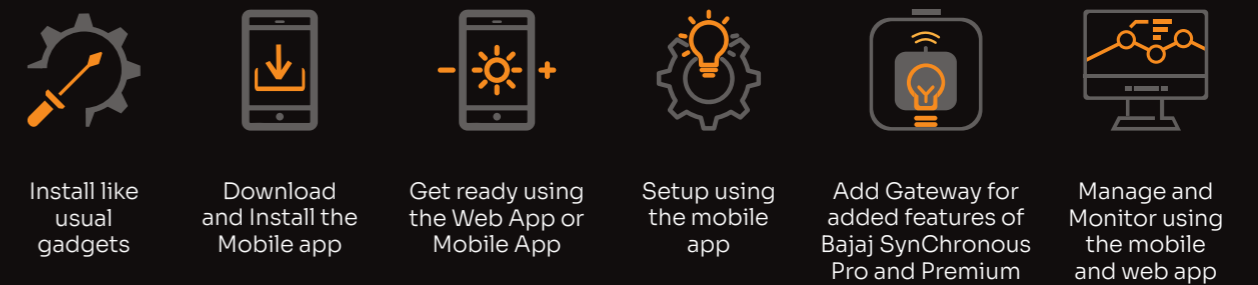 Install like
usual
gadgets
Download
and Install the
Mobile app
Get ready using
the Web App or
Mobile App
Setup using
the mobile
app
Add Gateway for
added features of
Bajaj SynChronous
Pro and Premium
Manage and
Monitor using
the mobile
and web app